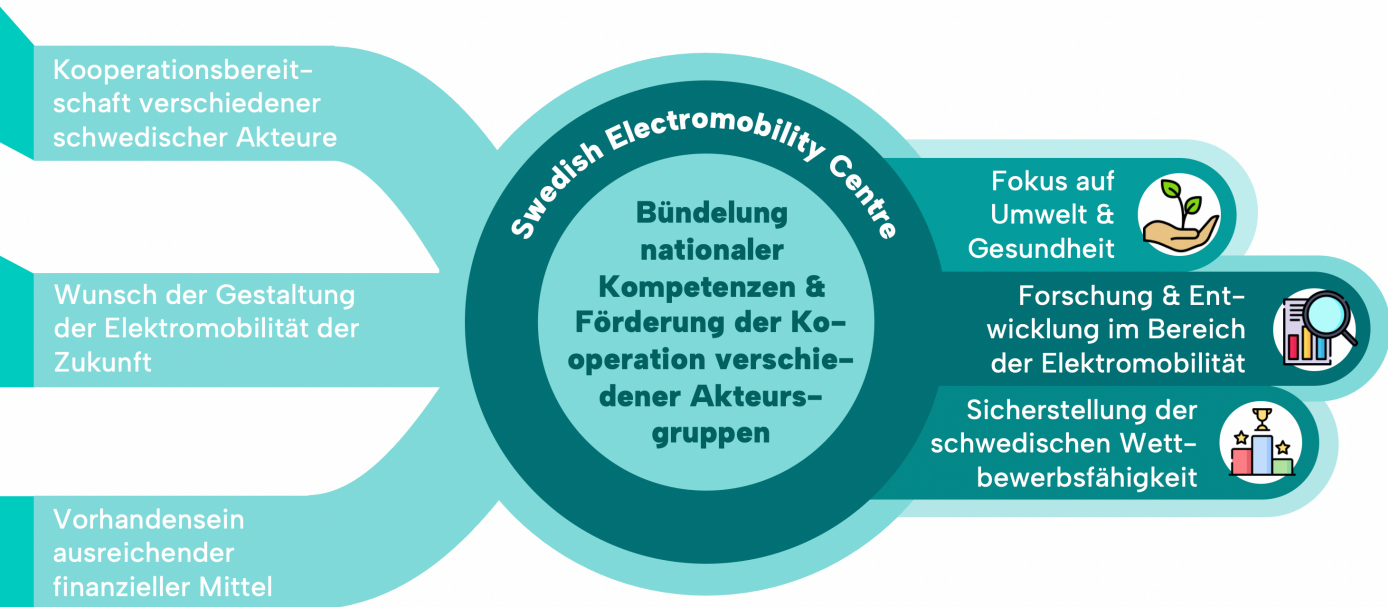 Kooperationsbereit-
schaft verschiedener
schwedischer Akteure
Wunsch der Gestaltung
der Elektromobilität der
Zukunft
Vorhandensein
ausreichender
finanzieller Mittel
Swedish Electromobility Centre
Bündelung
nationaler
Kompetenzen &
Förderung der Ko-
operation verschie-
dener Akteurs-
gruppen
Fokus auf
Umwelt &
Gesundheit
Forschung & Ent-
wicklung im Bereich
der Elektromobilität
Sicherstellung der
schwedischen Wett-
bewerbsfähigkeit